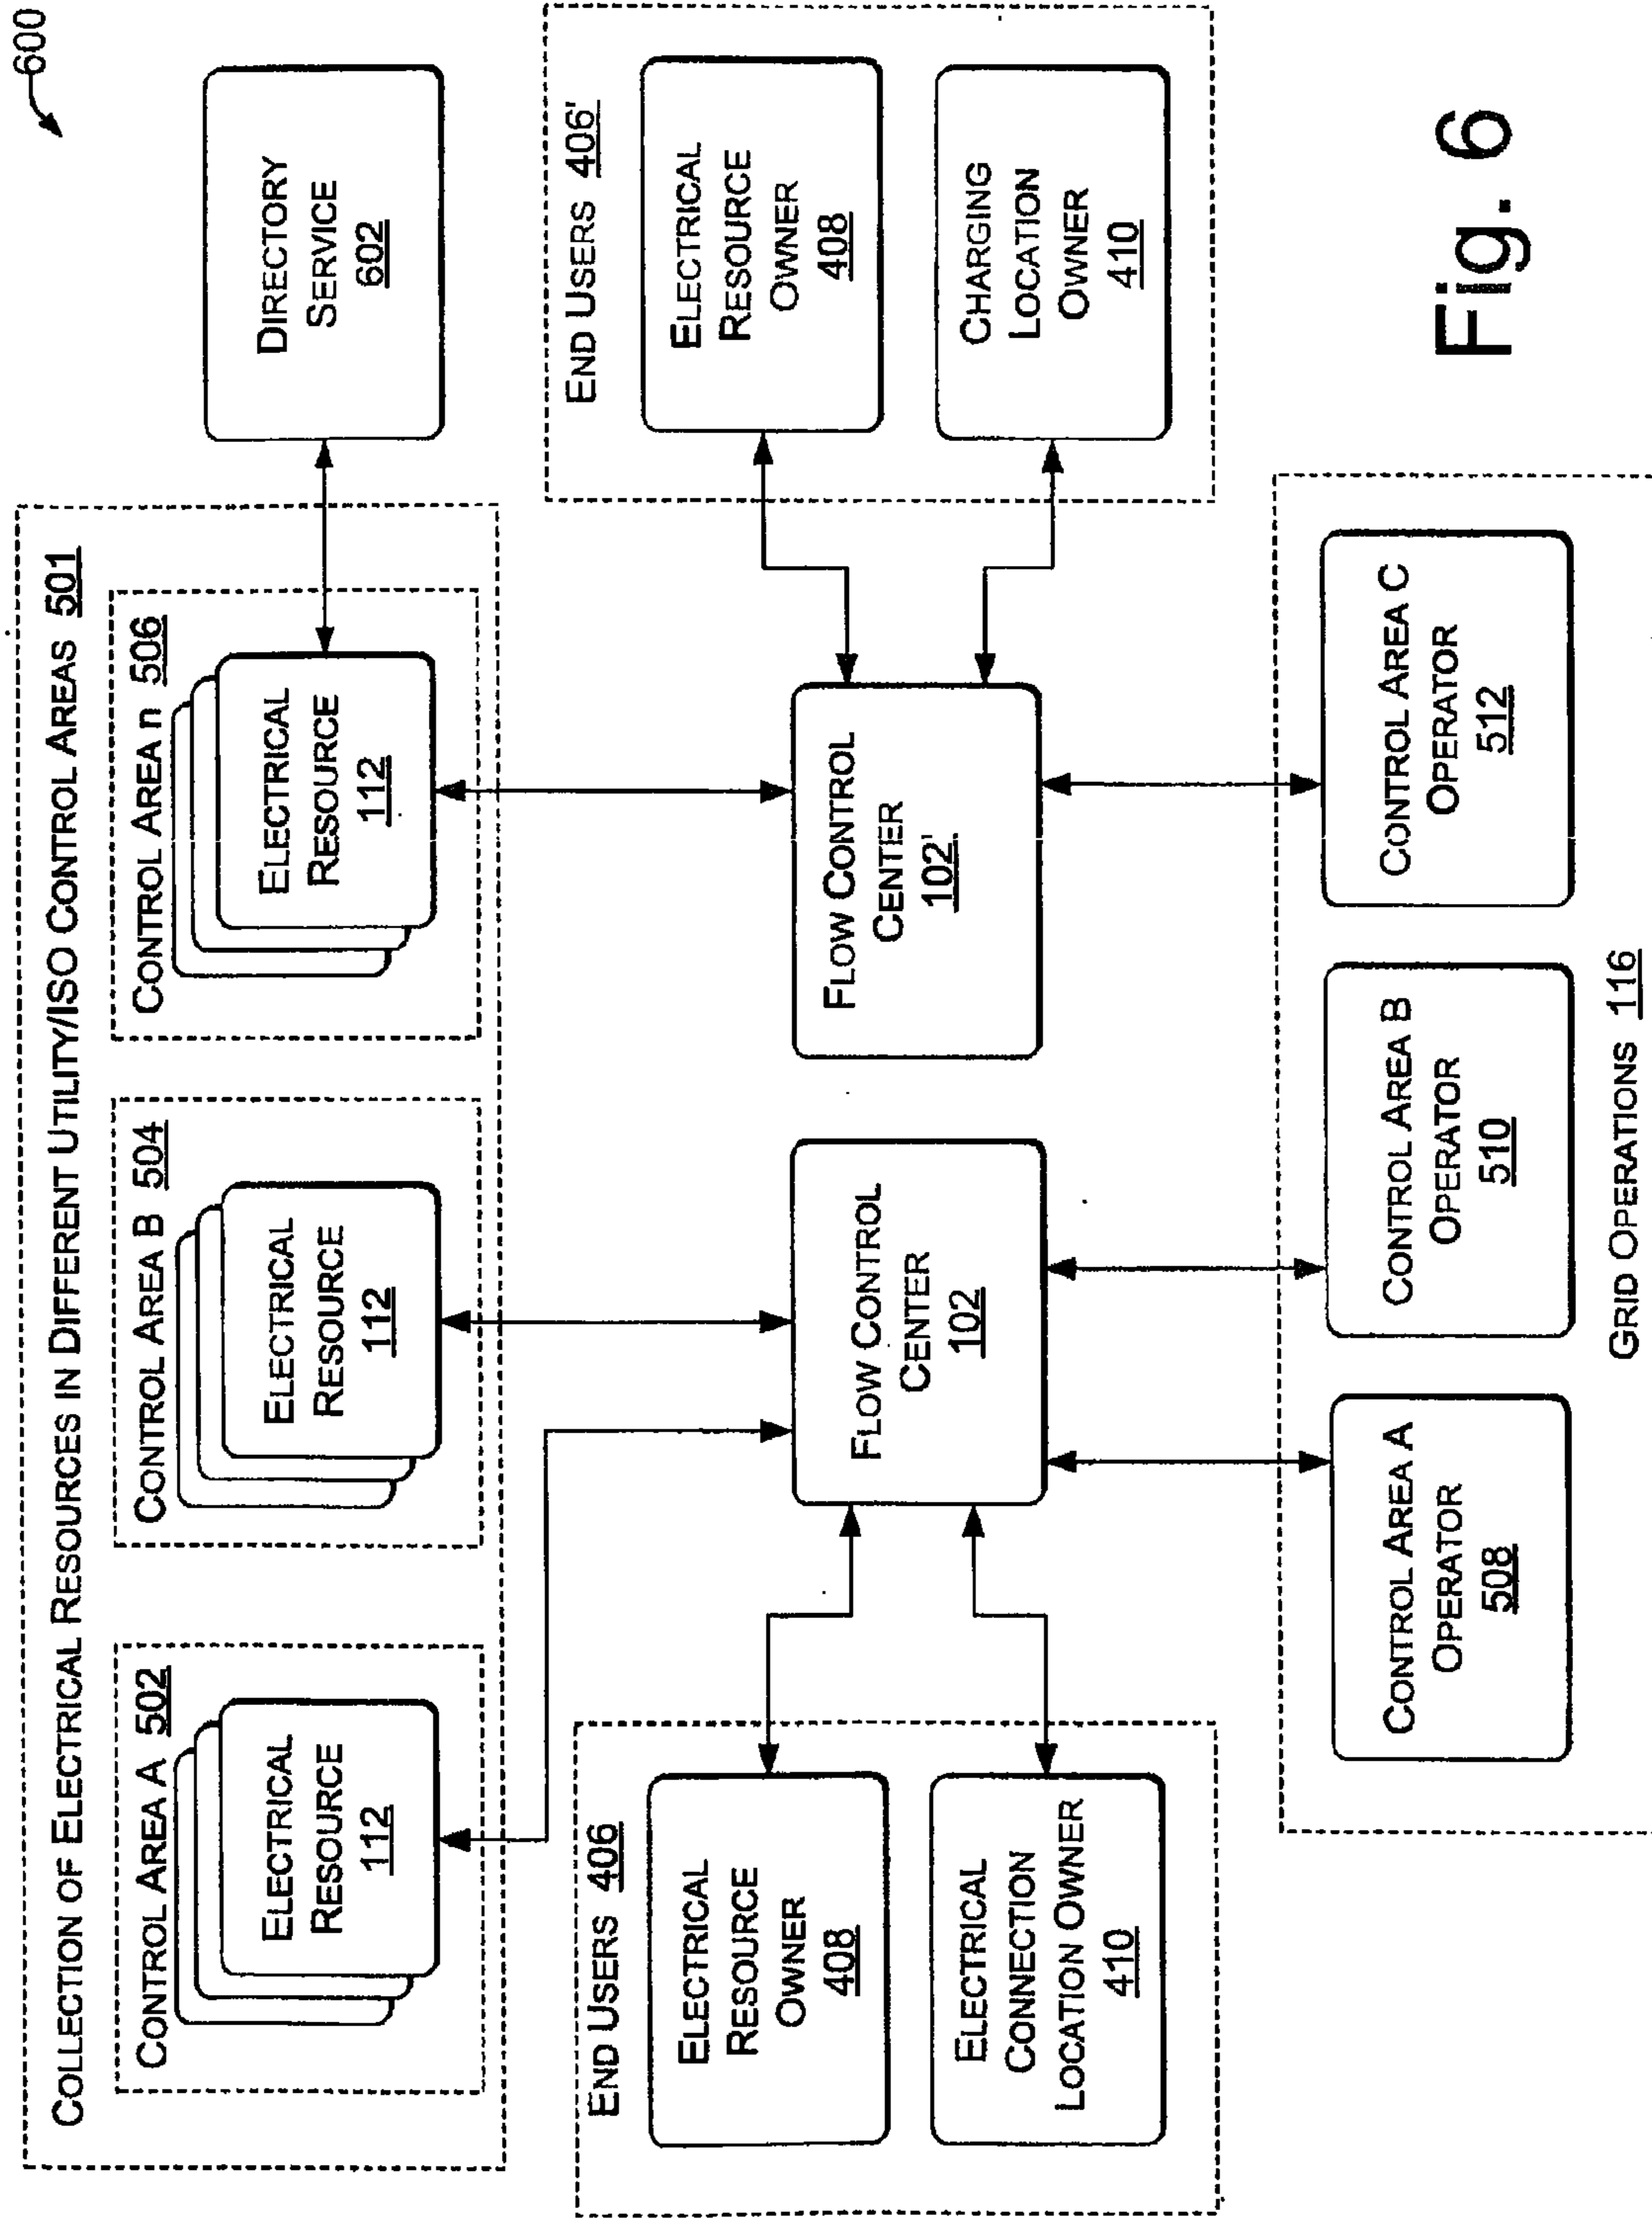 600
COLLECTION OF ELECTRICAL RESOURCES IN DIFFERENT UTILITY/ISO CONTROL AREAS 501
CONTROL AREA A 502
ELECTRICAL
RESOURCE
112
CONTROL AREA B 504
ELECTRICAL
RESOURCE
112
CONTROL AREA n 506
ELECTRICAL
RESOURCE
112
DIRECTORY
SERVICE
602
END USERS 406
ELECTRICAL
RESOURCE
OWNER
408
ELECTRICAL
CONNECTION
LOCATION OWNER
410
FLOW CONTROL
CENTER
102
FLOW CONTROL
CENTER
102'
END USERS 406'
ELECTRICAL
RESOURCE
OWNER
408
CHARGING
LOCATION
OWNER
410
CONTROL AREA A
OPERATOR
508
CONTROL AREA B
OPERATOR
510
CONTROL AREA C
OPERATOR
512
GRID OPERATIONS 116
Fig. 6